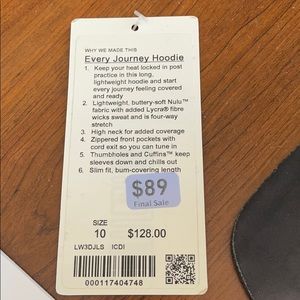 WHY WE MADE THIS
Every Journey Hoodie
1. Keep your heat locked in post
practice in this long,
lightweight hoodie and start
every journey feeling covered
and ready
2. Lightweight, buttery-soft Nulu™
fabric with added Lycra® fibre
wicks sweat and is four-way
stretch
3. High neck for added coverage
4. Zippered front pockets with
cord exit so you can tune in
5. Thumbholes and Cuffins™ keep
sleeves down and chills out
6. Slim fit, bum-covering length
$89
Final Sale
SIZE
10 $128.00
LW3DJLS ICDI
000117404748